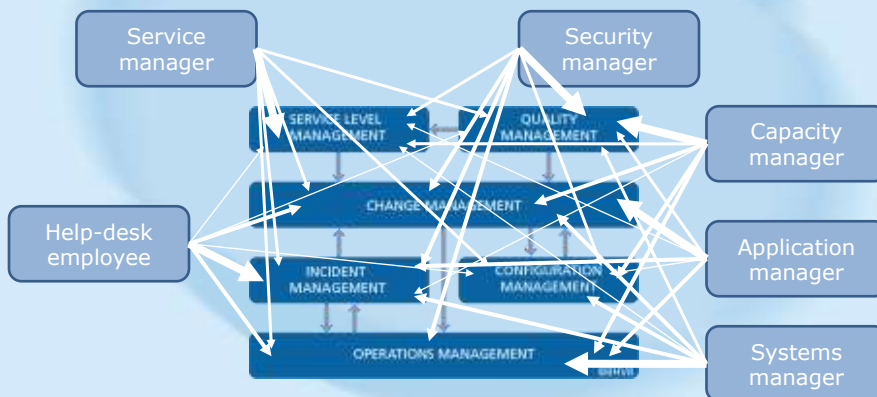 Service
manager
Security
manager
SERVICE LEVEL
MANAGEMENT
QUALITY
MANAGEMENT
Capacity
manager
CHANGE MANAGEMENT
Help-desk
employee
Application
manager
INCIDENT
MANAGEMENT
CONFIGURATION
MANAGEMENT
OPERATIONS MANAGEMENT
Systems
manager